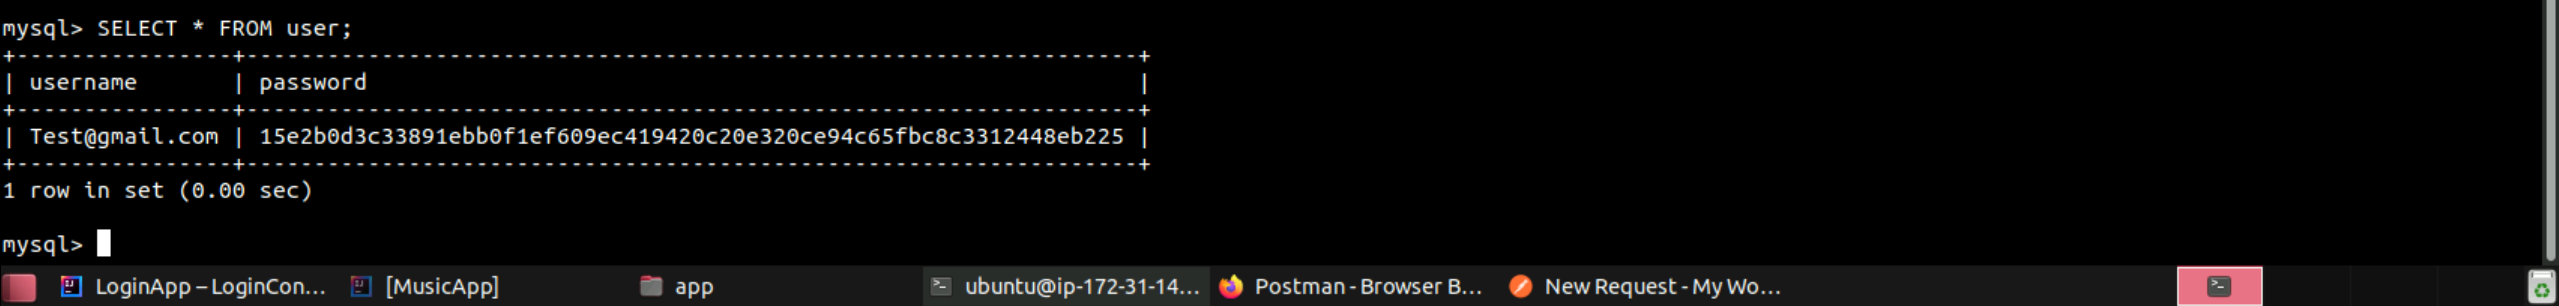 mysql> SELECT * FROM user;
+----------------+------------------------------------------------------------------+
| username       | password                                                         |
+----------------+------------------------------------------------------------------+
| Test@gmail.com | 15e2b0d3c33891ebb0f1ef609ec419420c20e320ce94c65fbc8c3312448eb225 |
+----------------+------------------------------------------------------------------+
1 row in set (0.00 sec)
mysql>
LoginApp – LoginCon... [MusicApp] app ubuntu@ip-172-31-14... Postman - Browser B... New Request - My Wo...